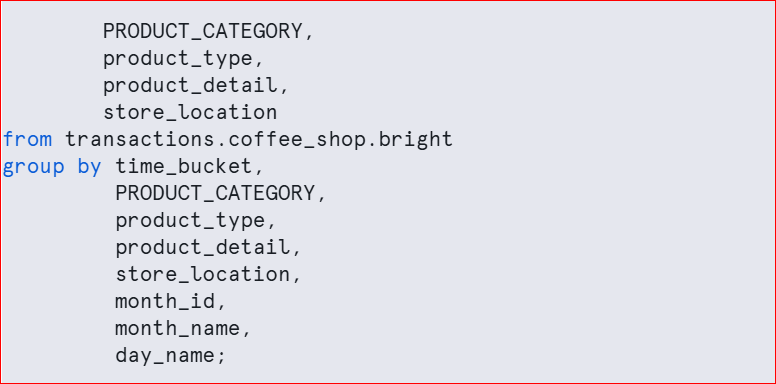 PRODUCT_CATEGORY,
product_type,
product_detail,
store_location
from transactions.coffee_shop.bright
group by time_bucket,
PRODUCT_CATEGORY,
product_type,
product_detail,
store_location,
month_id,
month_name,
day_name;